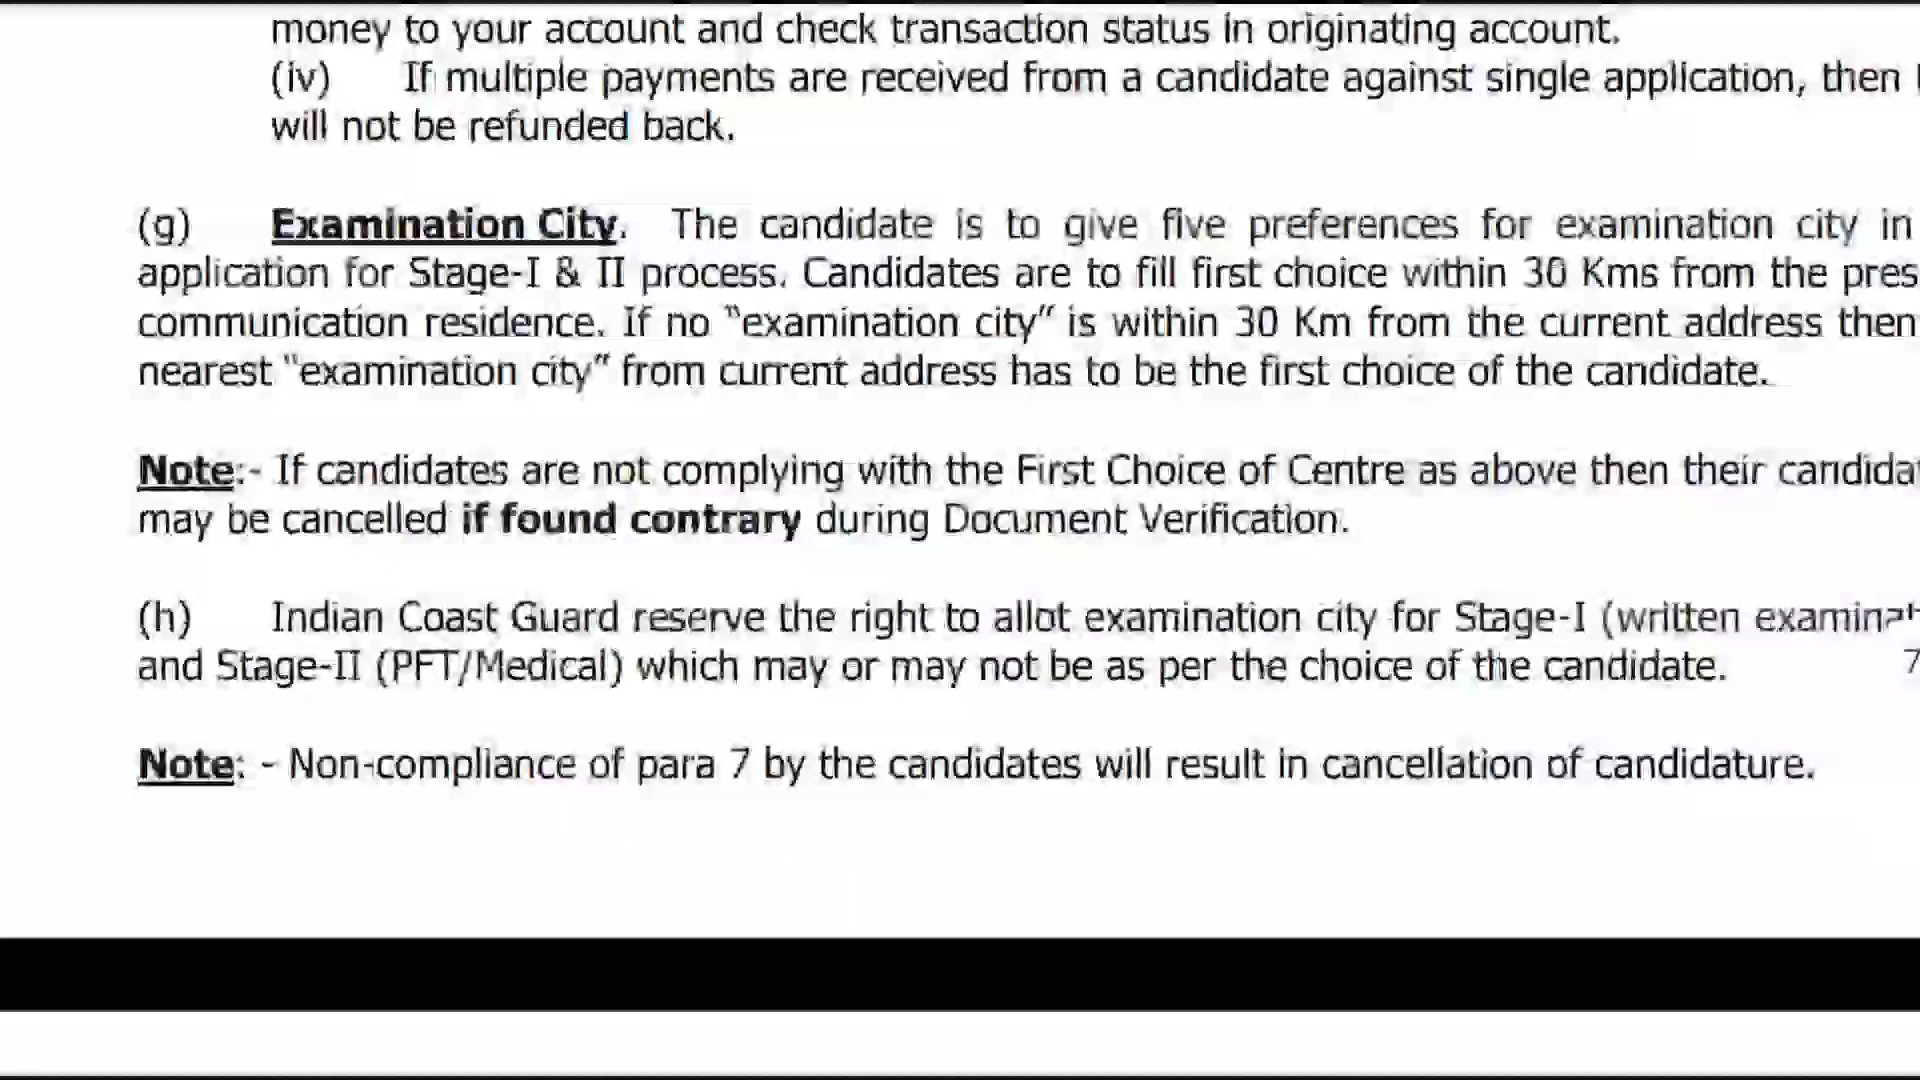 money to your account and check transaction status in originating account.
(iv) If multiple payments are received from a candidate against single application, then
will not be refunded back.
(g) Examination City. The candidate is to give five preferences for examination city in
application for Stage-I & II process. Candidates are to fill first choice within 30 Kms from the pres
communication residence. If no "examination city" is within 30 Km from the current address then
nearest "examination city" from current address has to be the first choice of the candidate.
Note:- If candidates are not complying with the First Choice of Centre as above then their candida
may be cancelled if found contrary during Document Verification.
(h) Indian Coast Guard reserve the right to allot examination city for Stage-I (written examinat
and Stage-II (PFT/Medical) which may or may not be as per the choice of the candidate.
7
Note: - Non-compliance of para 7 by the candidates will result in cancellation of candidature.